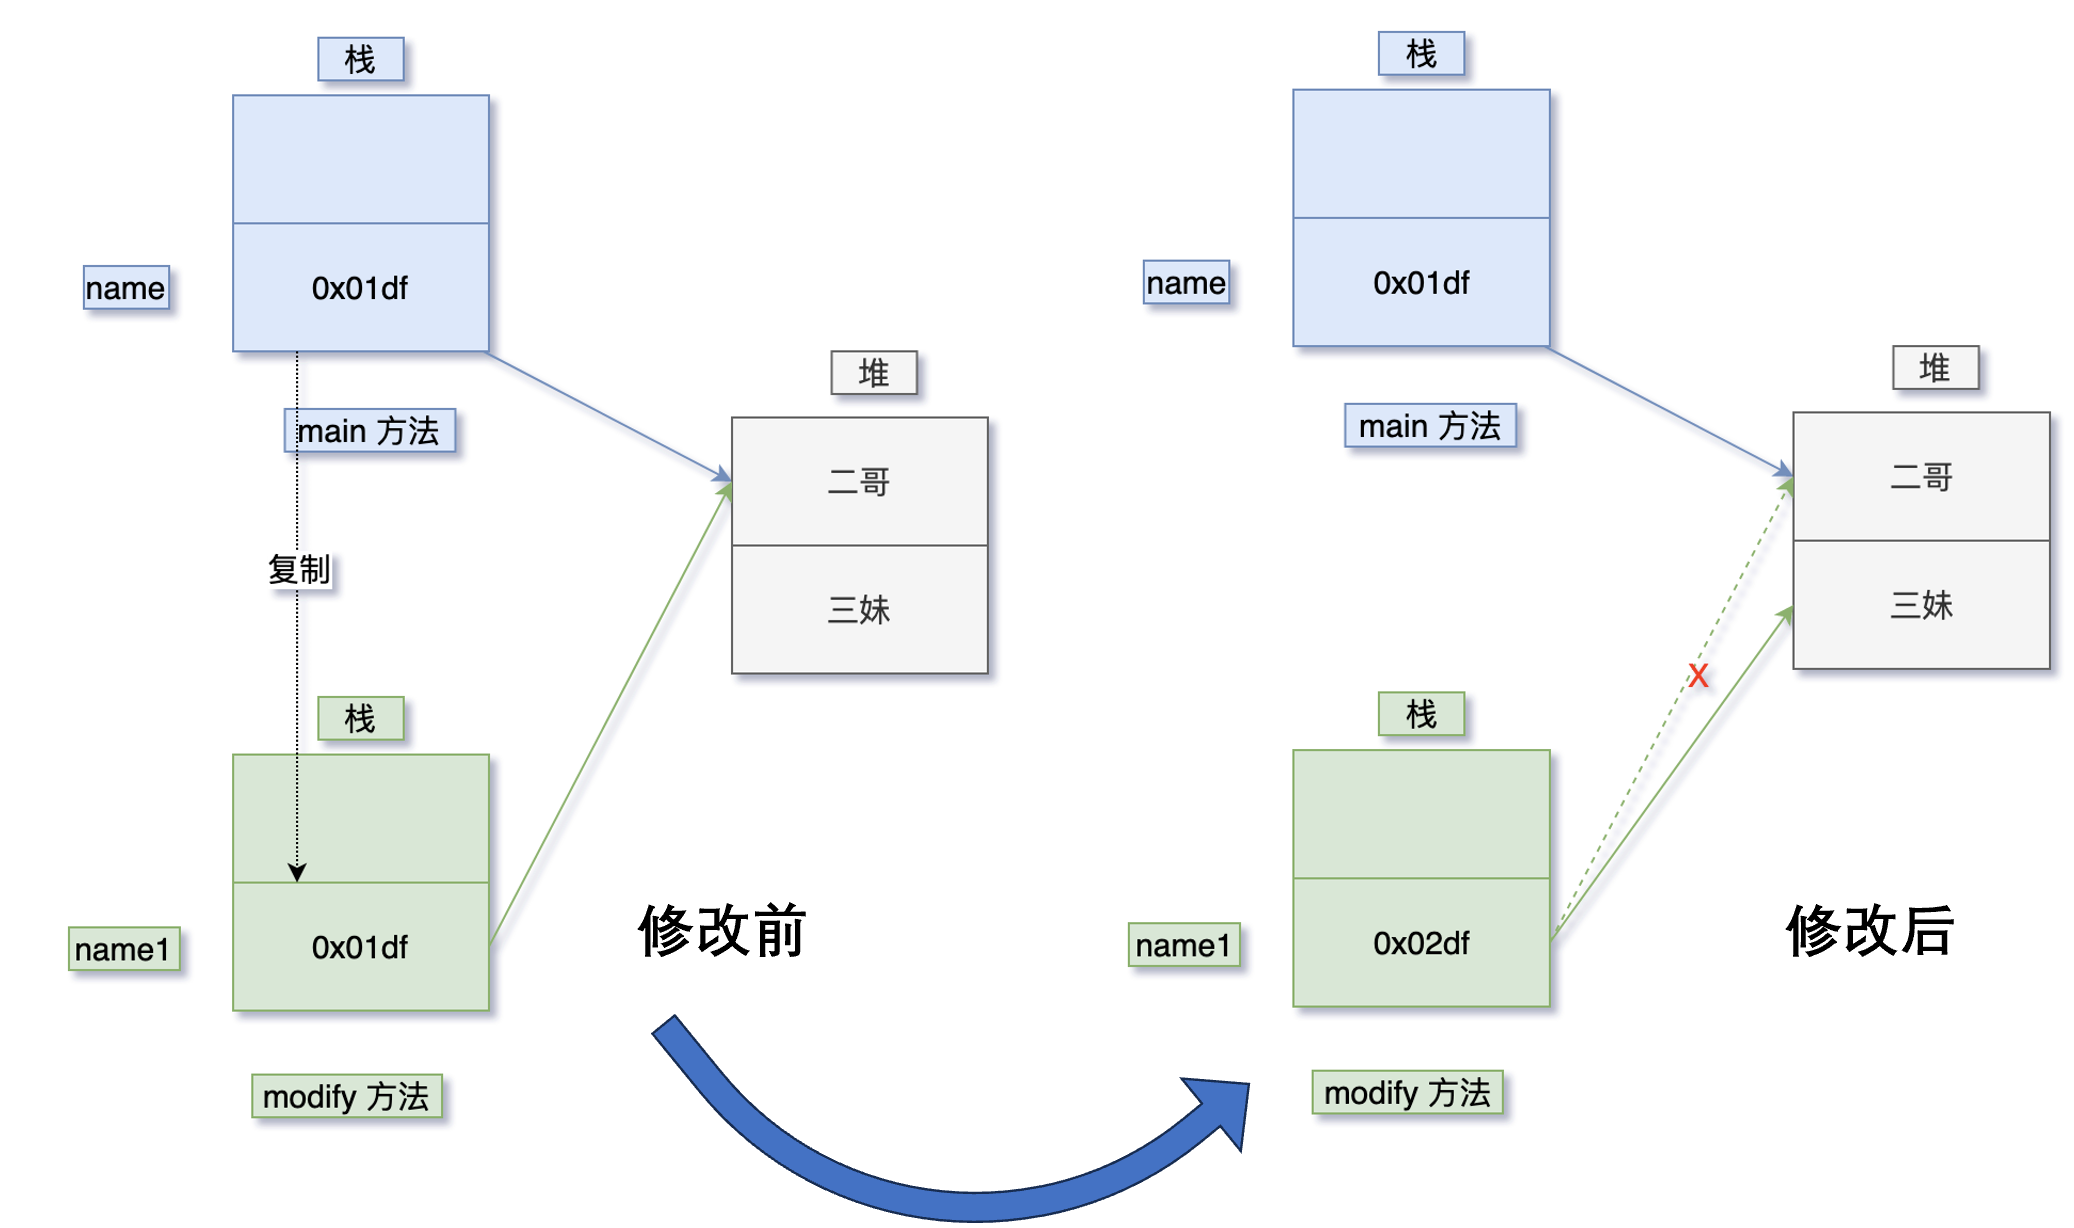 栈
0x01df
name
main 方法
堆
二哥
三妹
复制
栈
0x01df
name1
modify 方法
修改前
栈
0x01df
name
main 方法
堆
二哥
三妹
X
栈
0x02df
name1
modify 方法
修改后